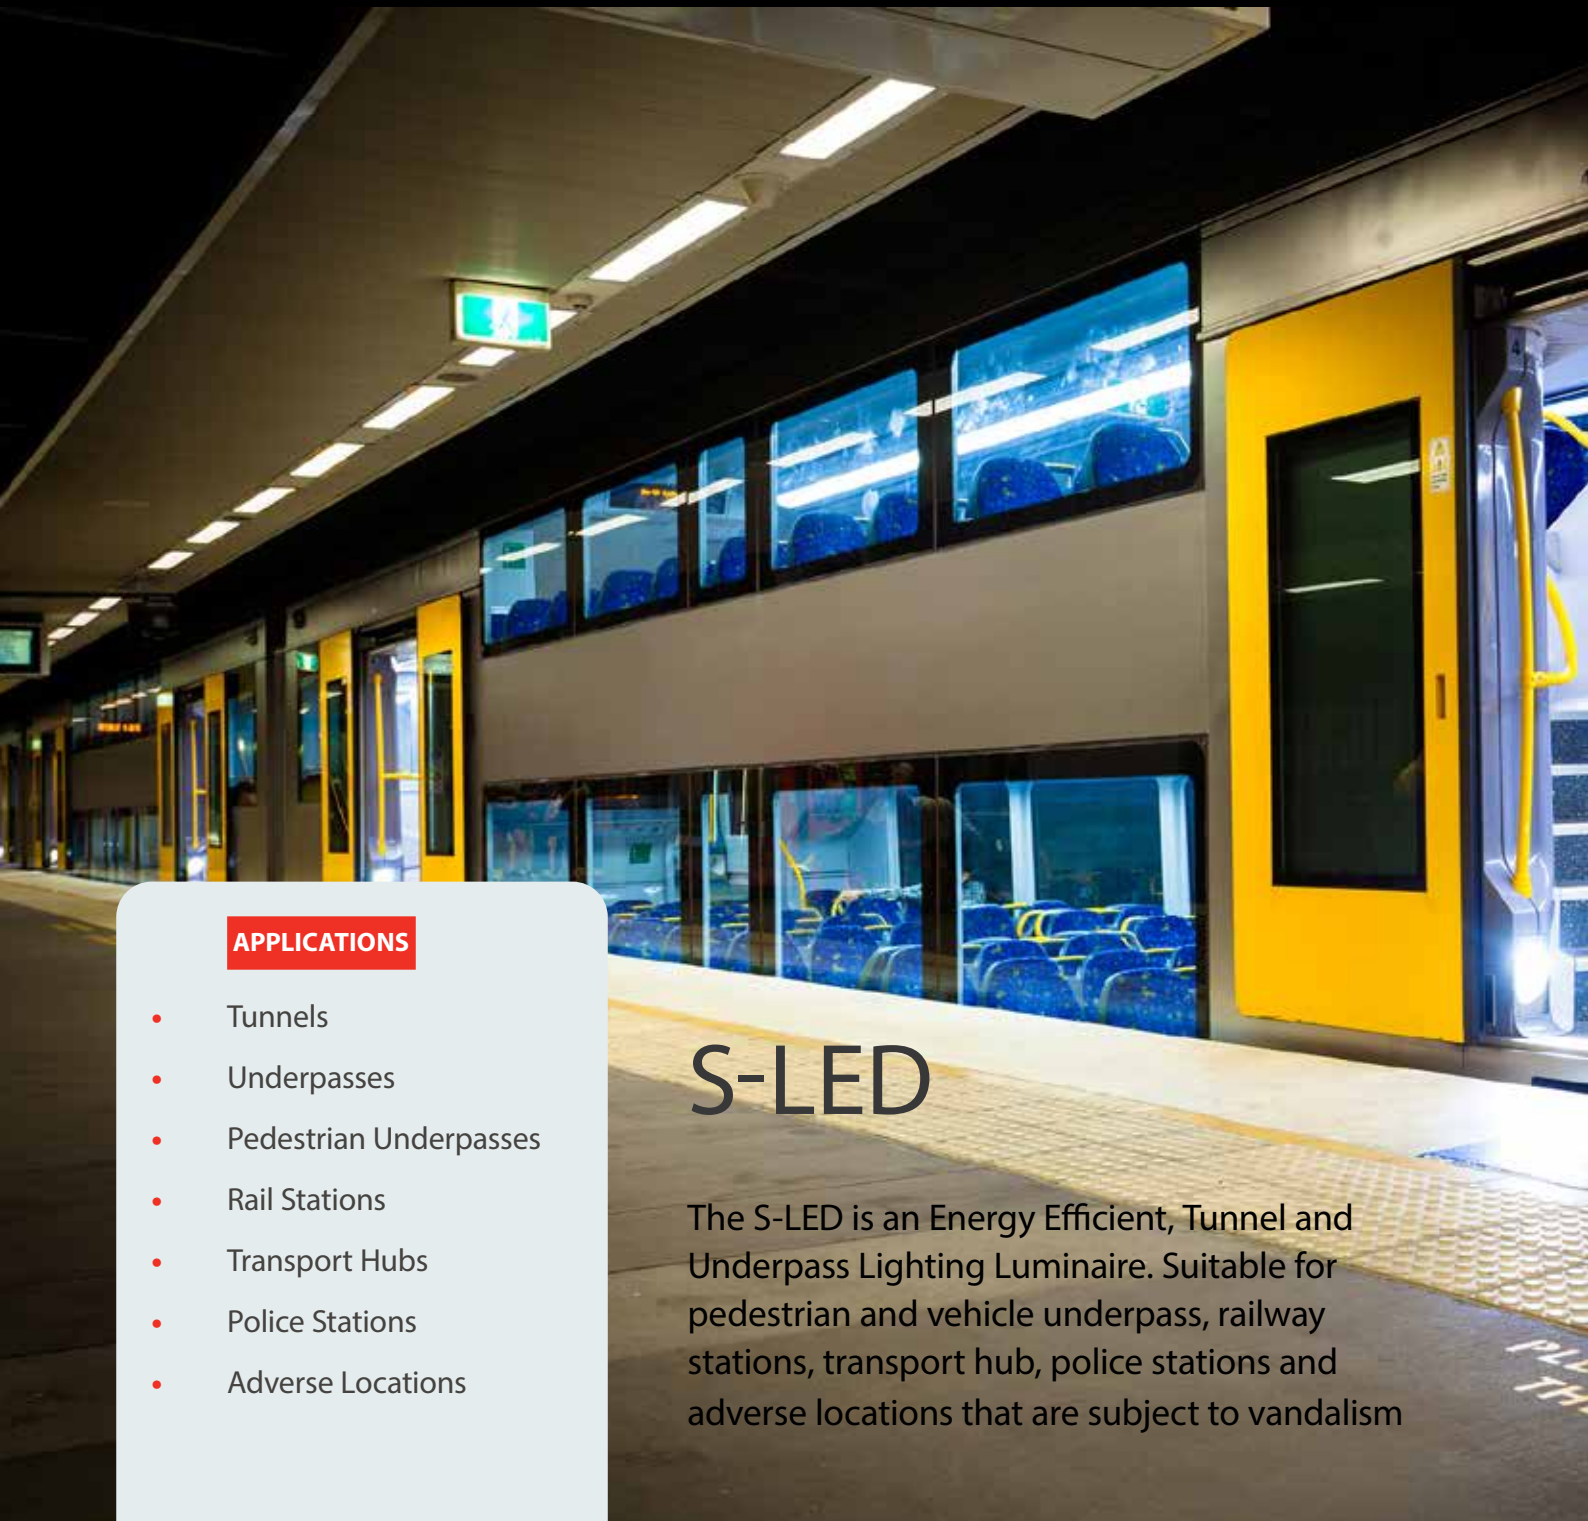 4
APPLICATIONS
• Tunnels
• Underpasses
• Pedestrian Underpasses
• Rail Stations
• Transport Hubs
• Police Stations
• Adverse Locations
S-LED
The S-LED is an Energy Efficient, Tunnel and
Underpass Lighting Luminaire. Suitable for
pedestrian and vehicle underpass, railway
stations, transport hub, police stations and
adverse locations that are subject to vandalism